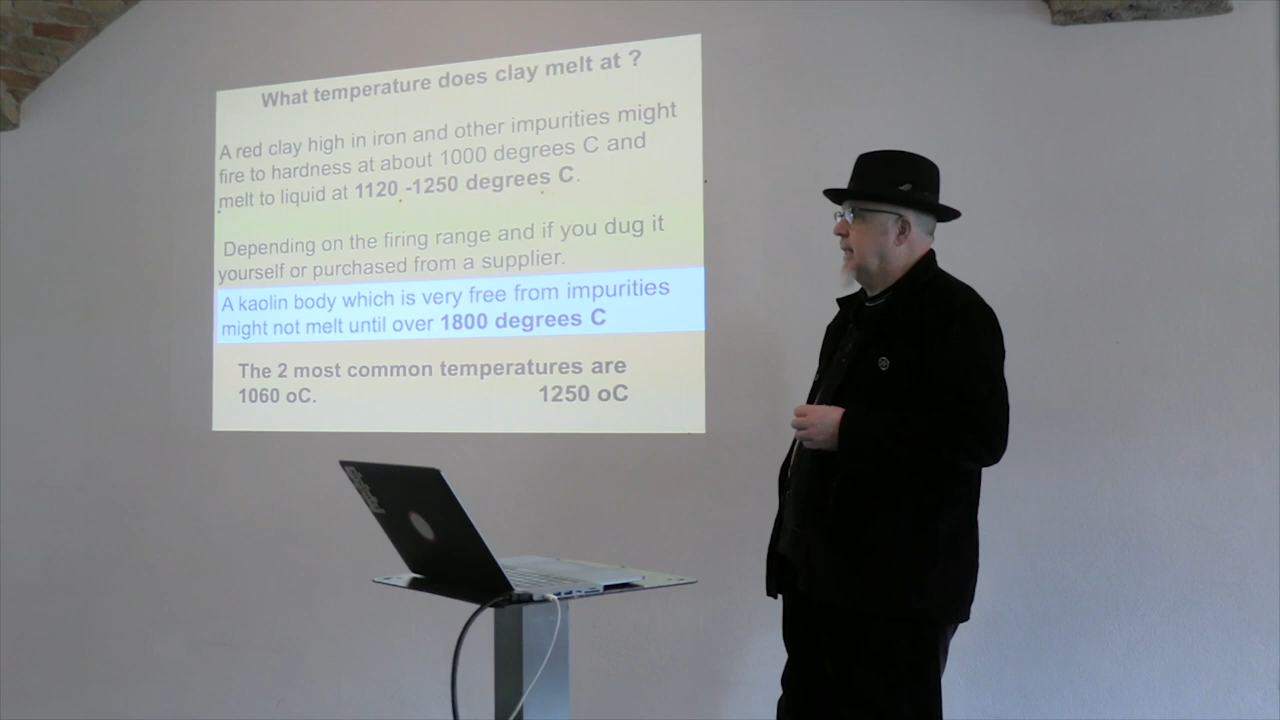 What temperature does clay melt at ?
A red clay high in iron and other impurities might
fire to hardness at about 1000 degrees C and
melt to liquid at 1120 -1250 degrees C.
Depending on the firing range and if you dug it
yourself or purchased from a supplier.
A kaolin body which is very free from impurities
might not melt until over 1800 degrees C
The 2 most common temperatures are
1060 oC. 1250 oC